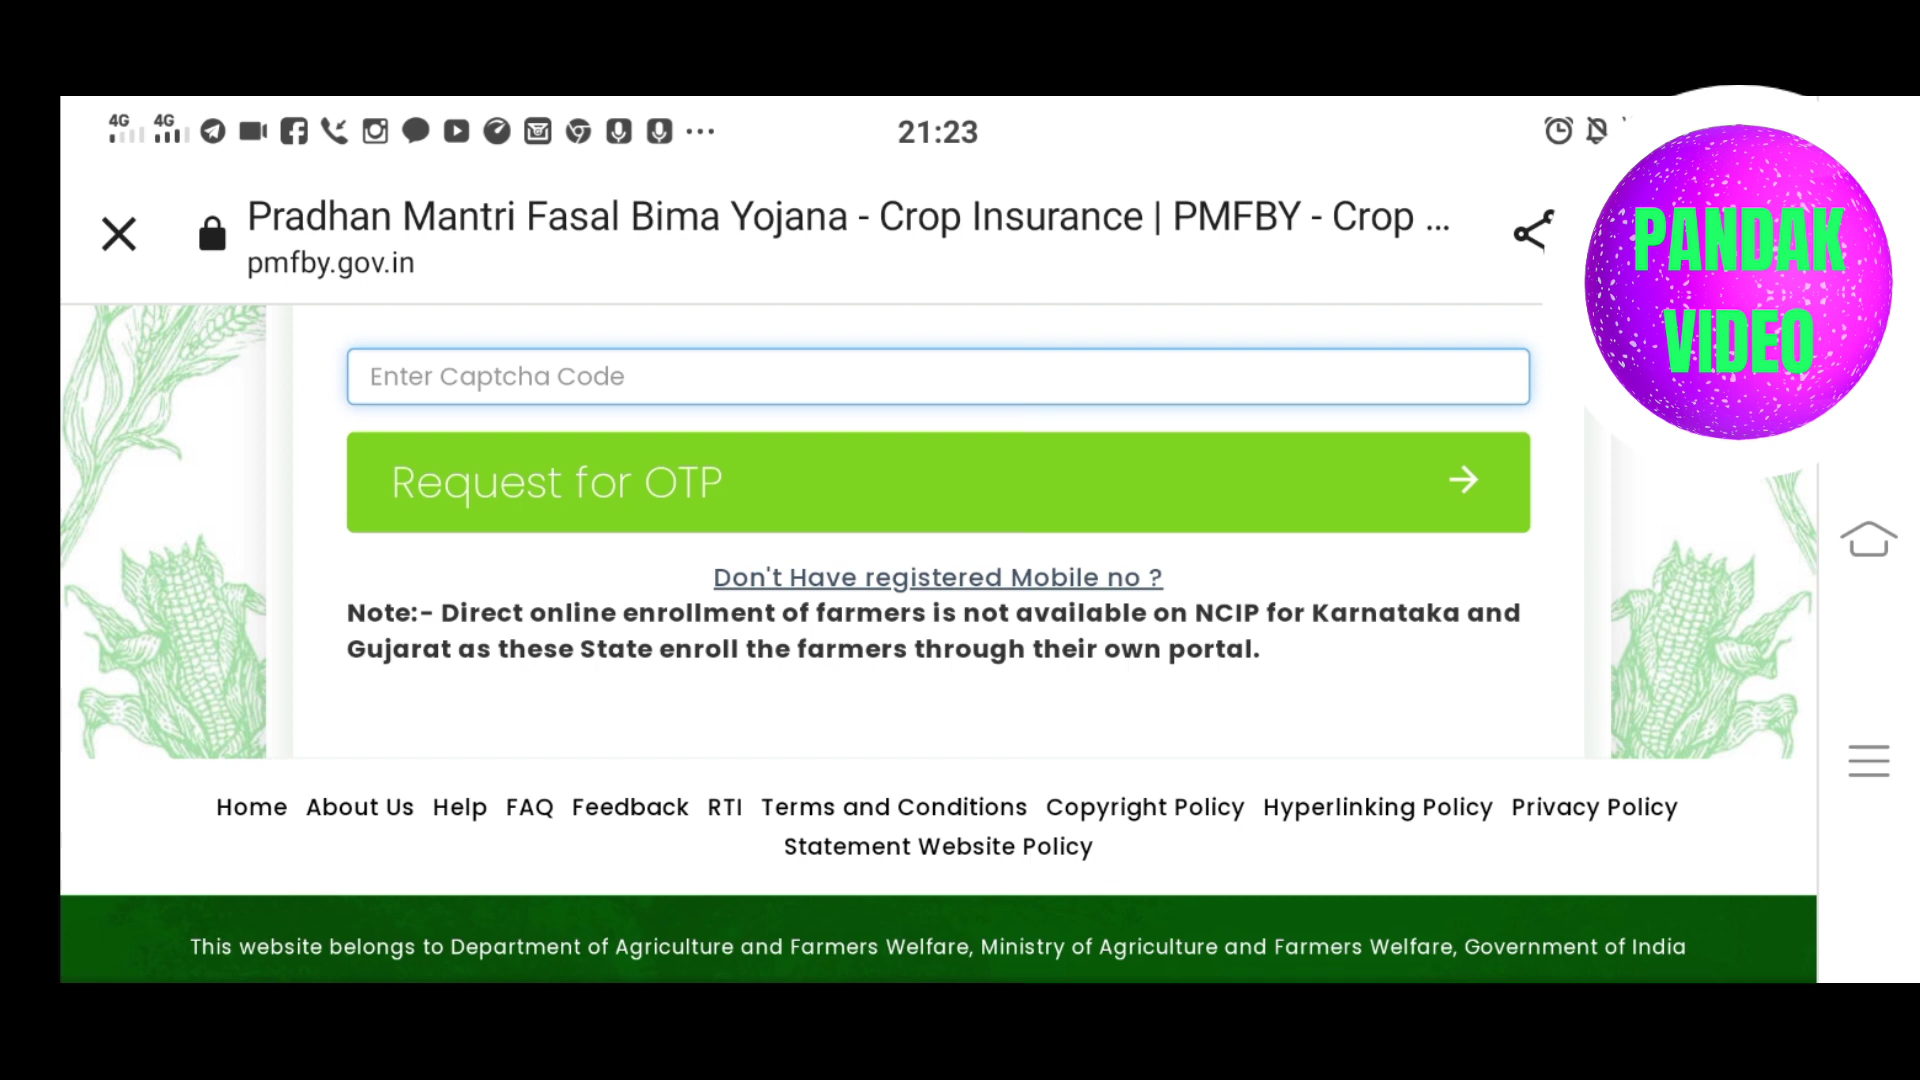 4G 4G 21:23
Pradhan Mantri Fasal Bima Yojana - Crop Insurance | PMFBY - Crop ...
pmfby.gov.in
PANDAK
VIDEO
Enter Captcha Code
Request for OTP
Don't Have registered Mobile no ?
Note:- Direct online enrollment of farmers is not available on NCIP for Karnataka and
Gujarat as these State enroll the farmers through their own portal.
Home About Us Help FAQ Feedback RTI Terms and Conditions Copyright Policy Hyperlinking Policy Privacy Policy
Statement Website Policy
This website belongs to Department of Agriculture and Farmers Welfare, Ministry of Agriculture and Farmers Welfare, Government of India